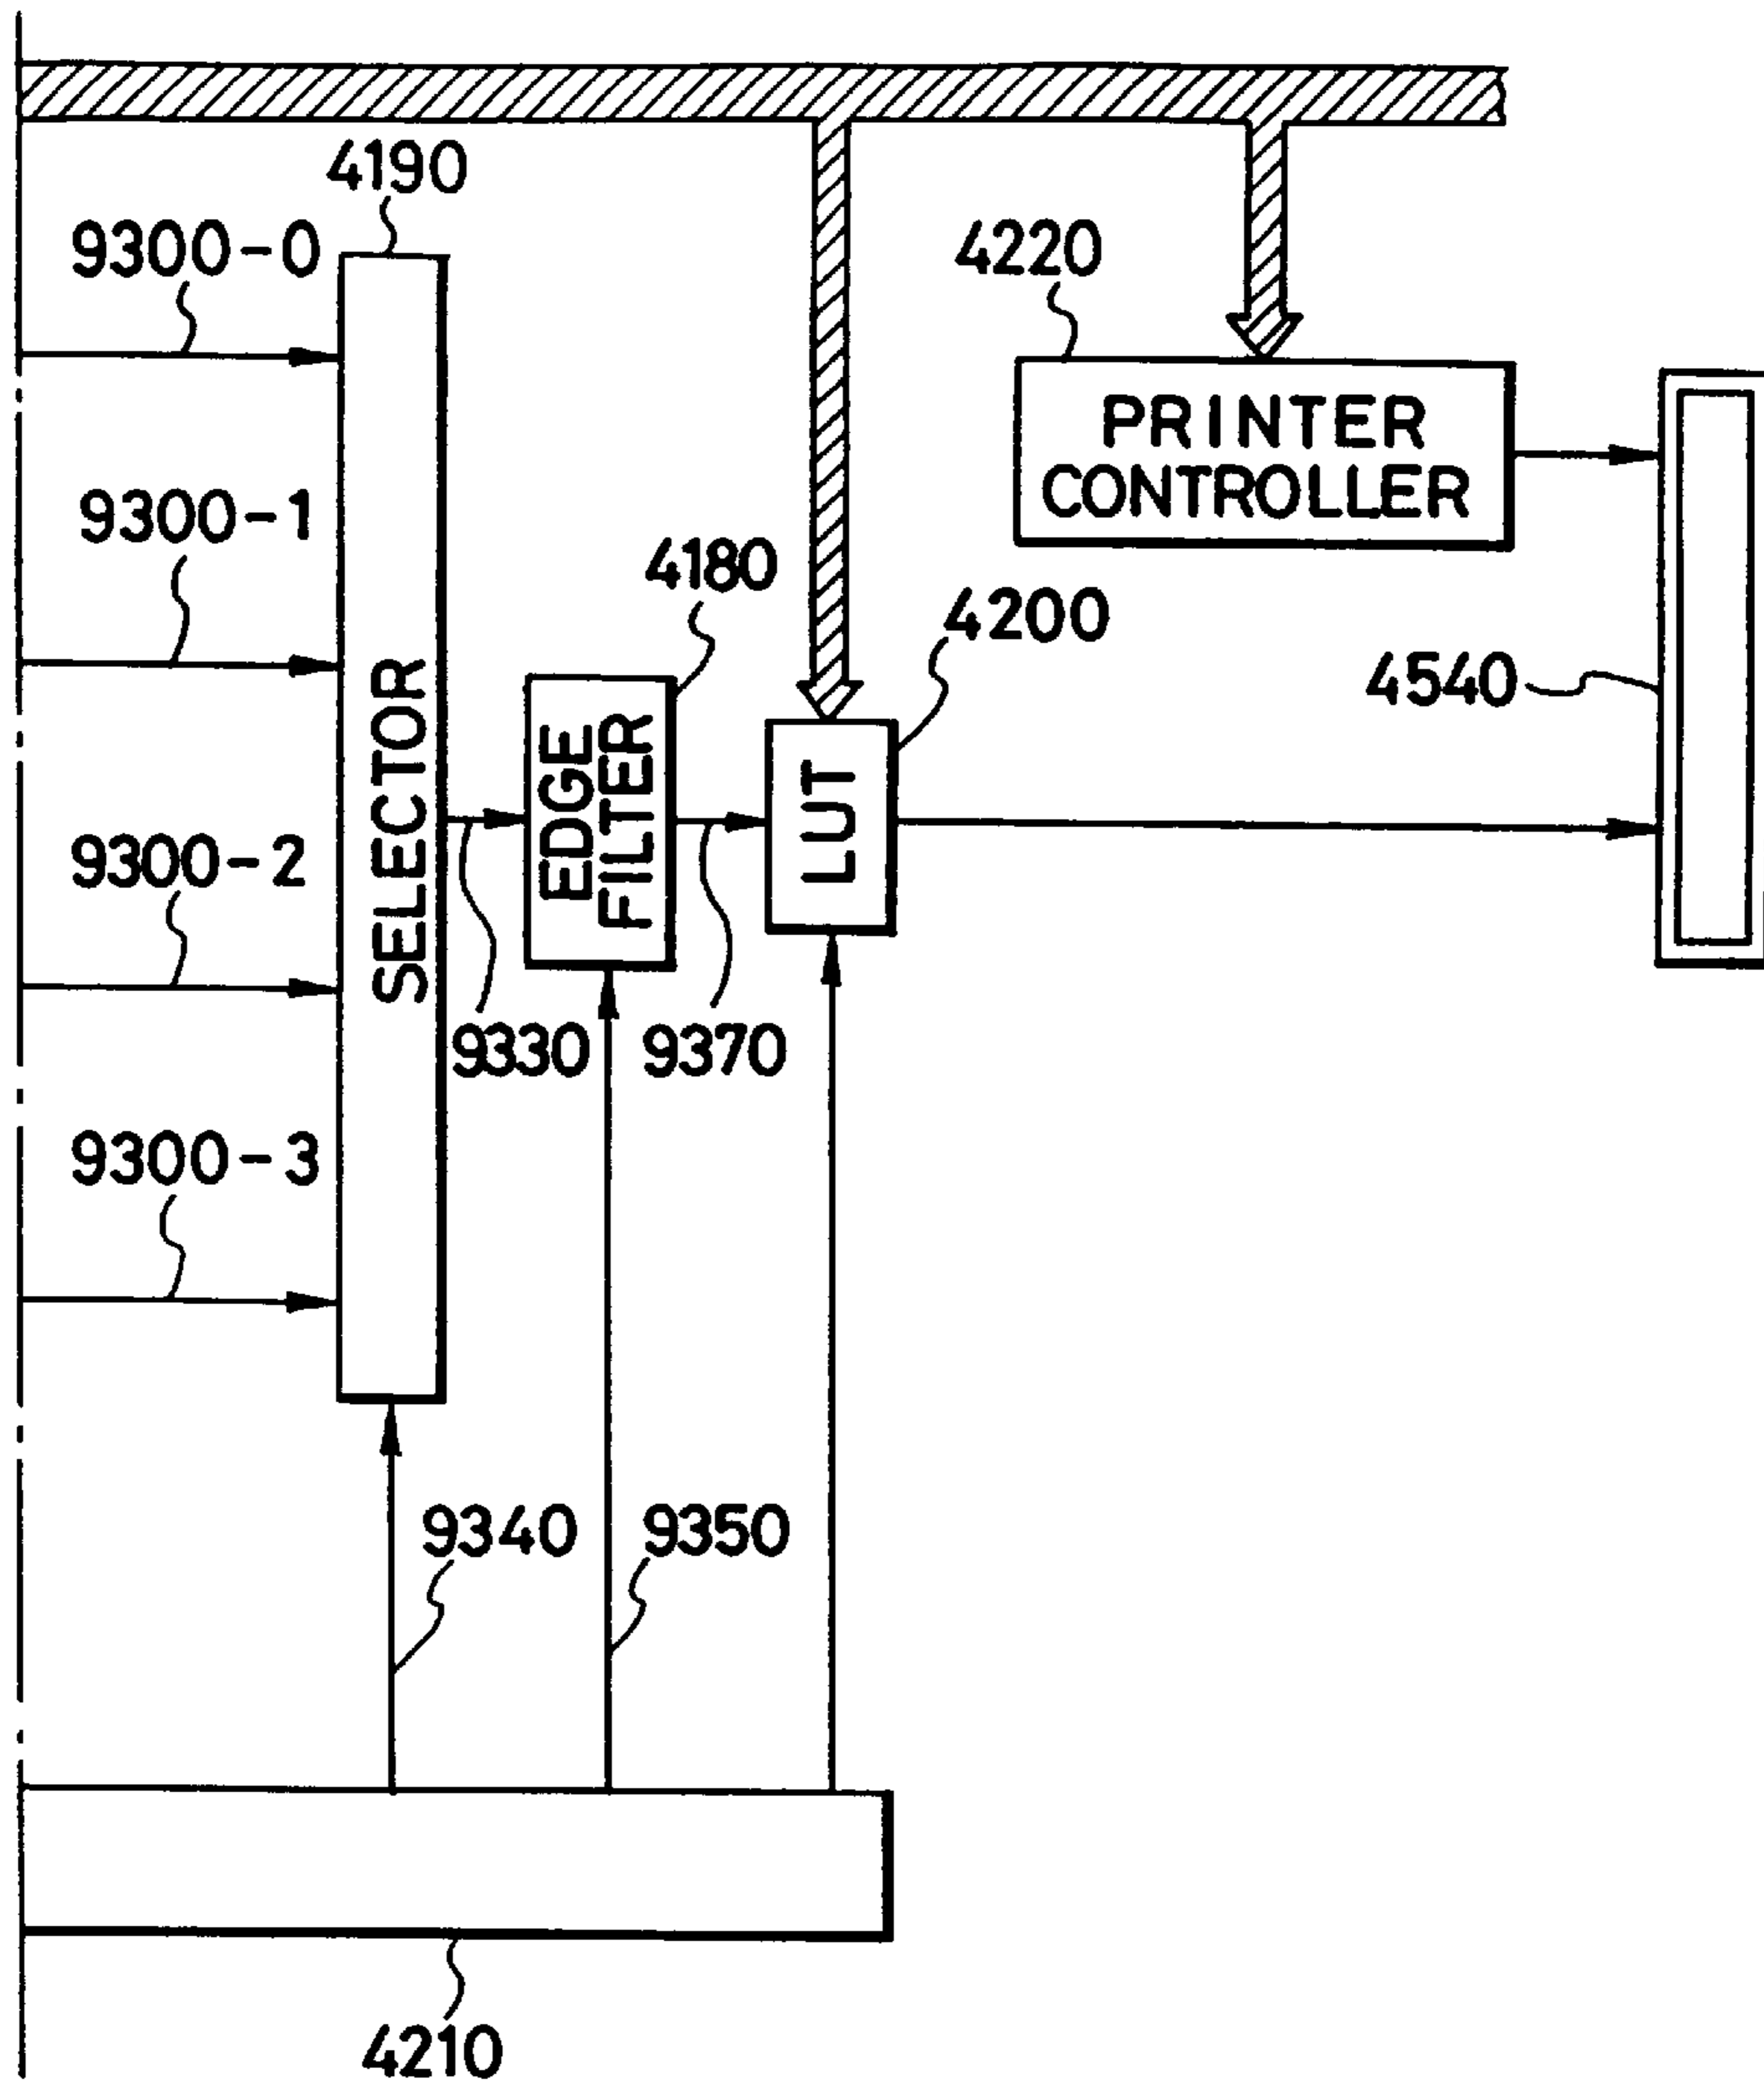 4190
9300-0
4220
PRINTER
CONTROLLER
9300-1
4180
4200
4540
SELECTOR
EDGE
FILTER
LUT
9300-2
9330
9370
9300-3
9340
9350
4210